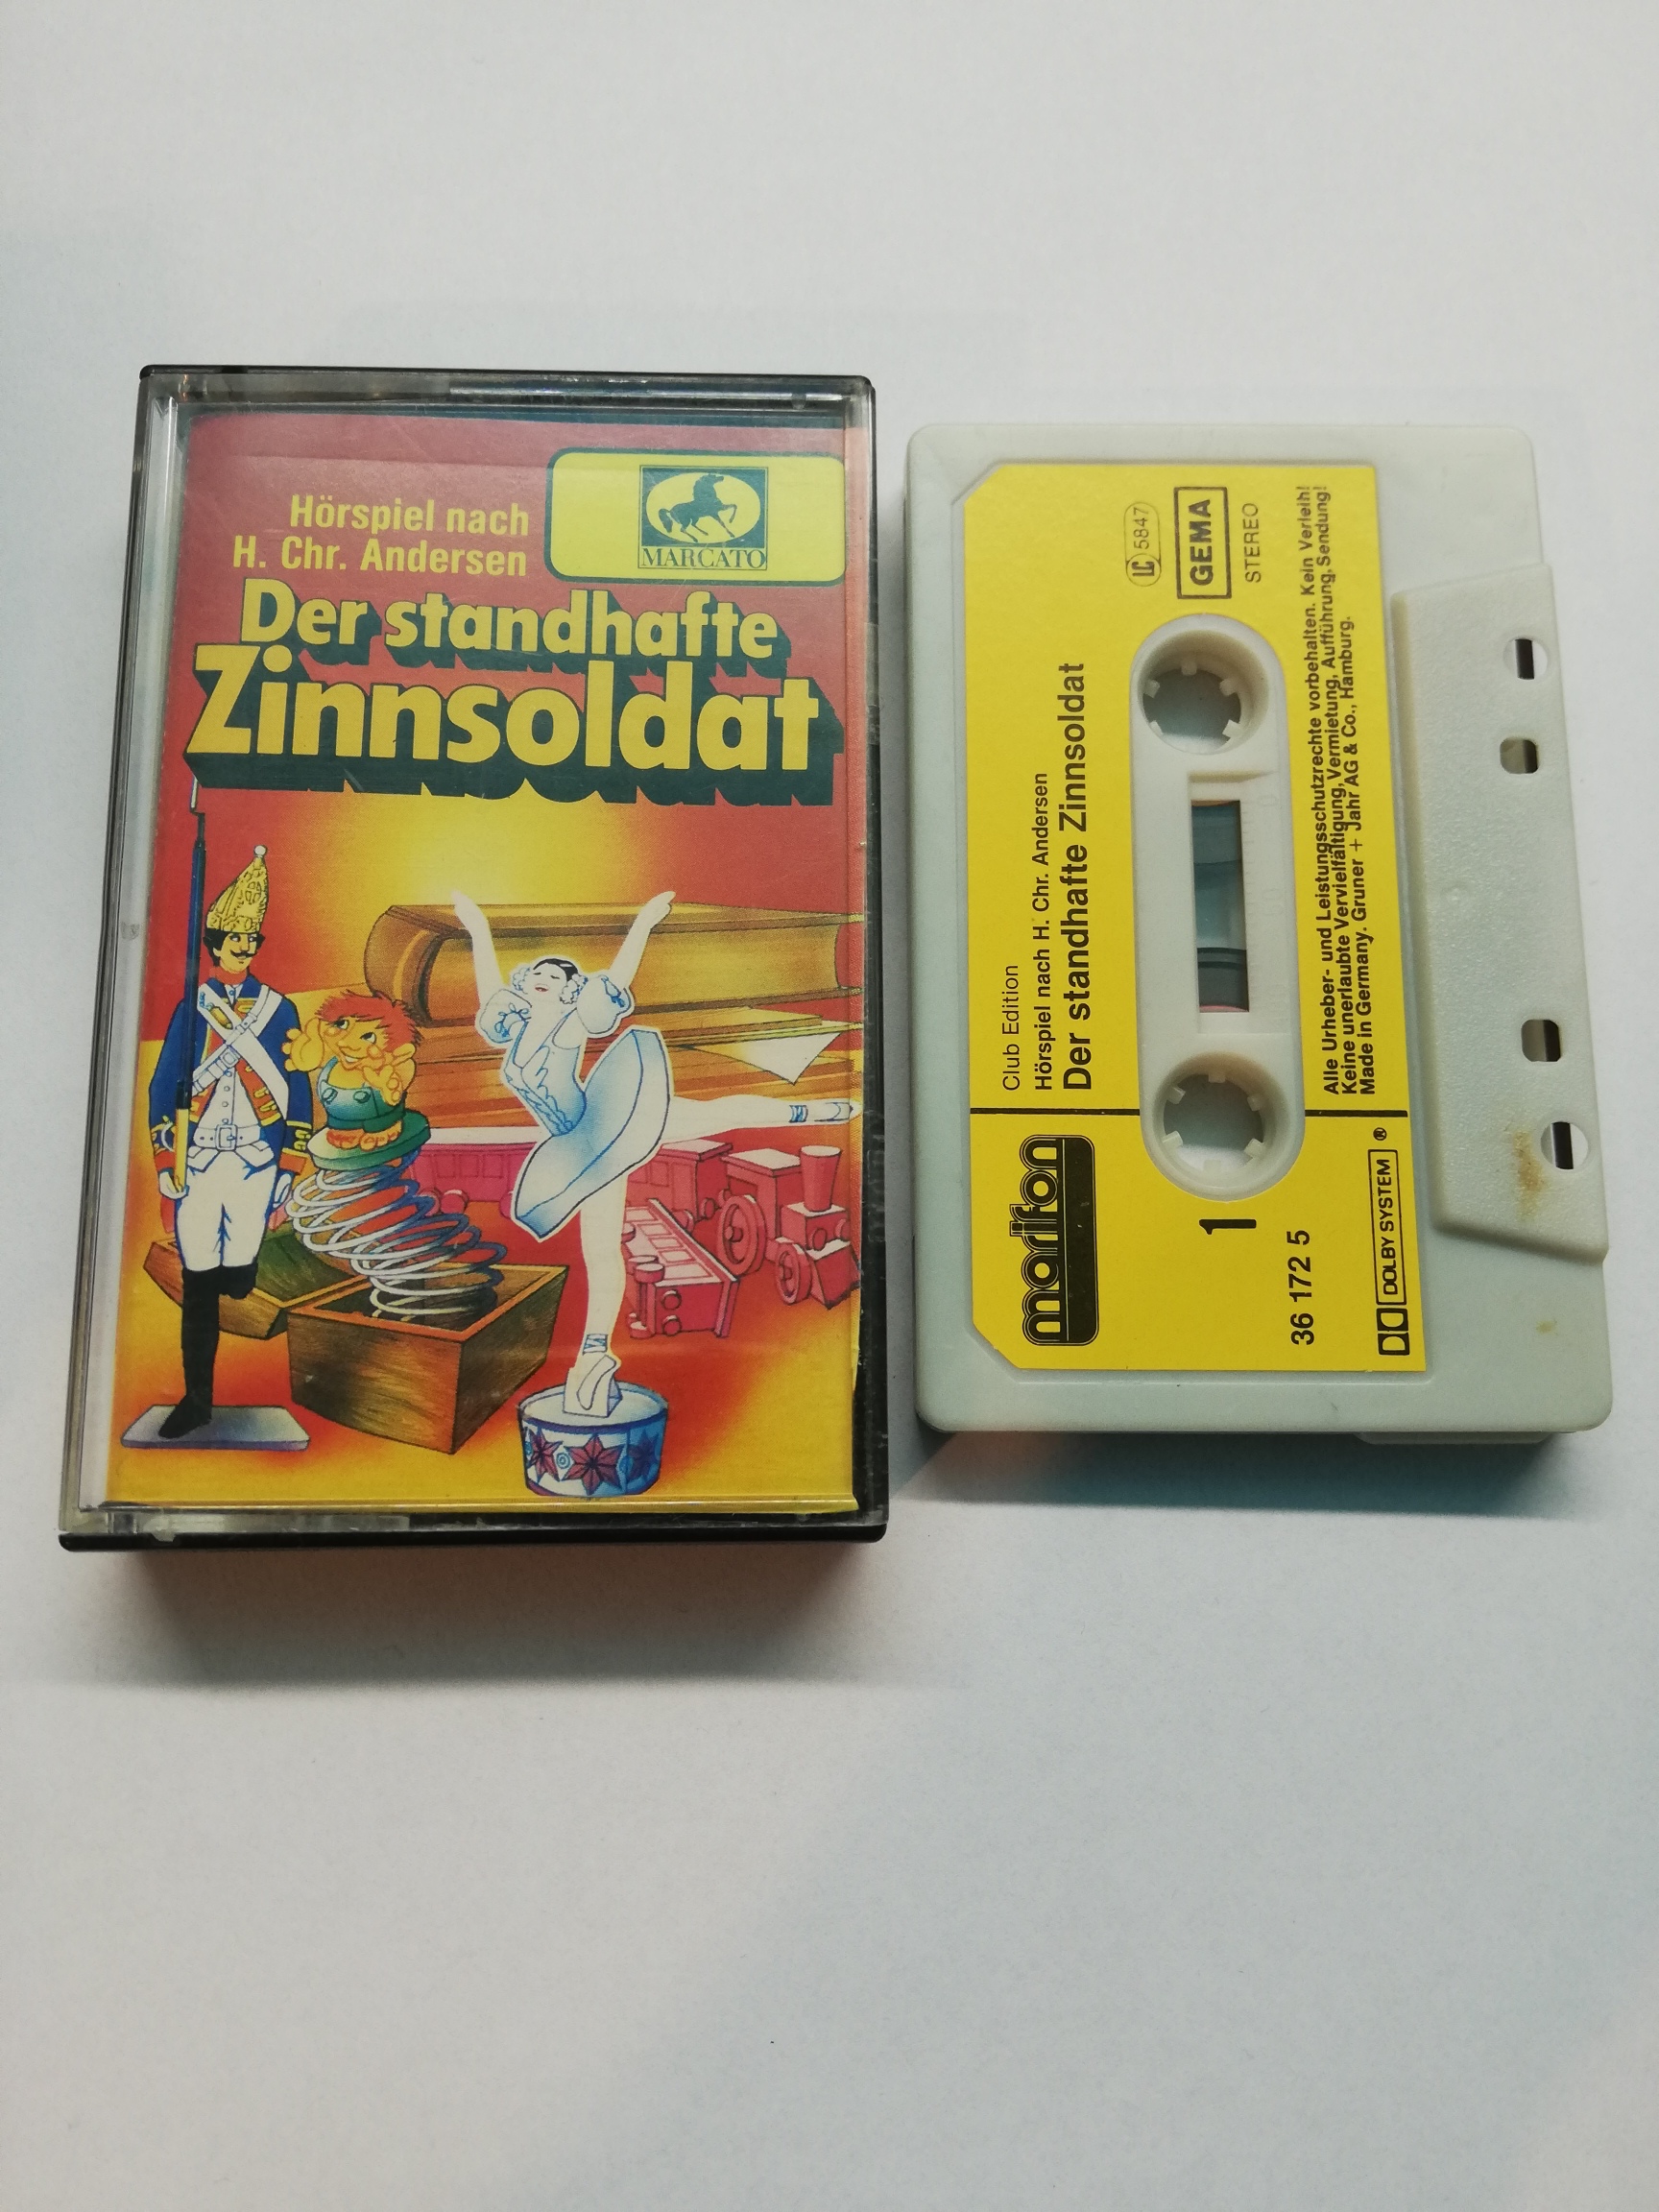 Hörspiel nach
H. Chr. Andersen
MARCATO
Der standhafte
Zinnsoldat
Club Edition
Hörspiel nach H. Chr. Andersen
Der standhafte Zinnsoldat
LC 5847
GEMA
STEREO
marifon
1
36 172 5
DOLBY SYSTEM ®
Alle Urheber- und Leistungsschutzrechte vorbehalten. Kein Verleih!
Keine unerlaubte Vervielfältigung, Vermietung, Aufführung, Sendung!
Made in Germany. Gruner + Jahr AG & Co., Hamburg.